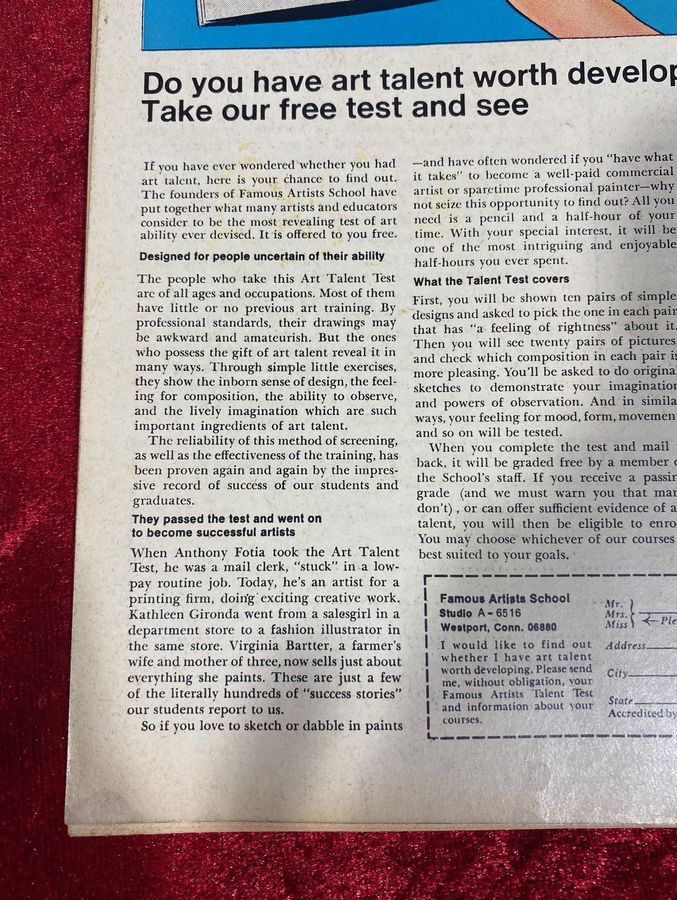 Do you have art talent worth develop
Take our free test and see
If you have ever wondered whether you had
art talent, here is your chance to find out.
The founders of Famous Artists School have
put together what many artists and educators
consider to be the most revealing test of art
ability ever devised. It is offered to you free.
Designed for people uncertain of their ability
The people who take this Art Talent Test
are of all ages and occupations. Most of them
have little or no previous art training. By
professional standards, their drawings may
be awkward and amateurish. But the ones
who possess the gift of art talent reveal it in
many ways. Through simple little exercises,
they show the inborn sense of design, the feel-
ing for composition, the ability to observe,
and the lively imagination which are such
important ingredients of art talent.
The reliability of this method of screening,
as well as the effectiveness of the training, has
been proven again and again by the impres-
sive record of success of our students and
graduates.
They passed the test and went on
to become successful artists
When Anthony Fotia took the Art Talent
Test, he was a mail clerk, "stuck" in a low-
pay routine job. Today, he's an artist for a
printing firm, doing exciting creative work.
Kathleen Gironda went from a salesgirl in a
department store to a fashion illustrator in
the same store. Virginia Bartter, a farmer's
wife and mother of three, now sells just about
everything she paints. These are just a few
of the literally hundreds of "success stories"
our students report to us.
So if you love to sketch or dabble in paints
—and have often wondered if you "have what
it takes" to become a well-paid commercial
artist or sparetime professional painter—why
not seize this opportunity to find out? All you
need is a pencil and a half-hour of your
time. With your special interest, it will be
one of the most intriguing and enjoyable
half-hours you ever spent.
What the Talent Test covers
First, you will be shown ten pairs of simple
designs and asked to pick the one in each pair
that has "a feeling of rightness" about it.
Then you will see twenty pairs of pictures
and check which composition in each pair is
more pleasing. You'll be asked to do origina
sketches to demonstrate your imagination
and powers of observation. And in simila
ways, your feeling for mood, form, movemen
and so on will be tested.
When you complete the test and mail
back, it will be graded free by a member
the School's staff. If you receive a passin
grade (and we must warn you that mar
don't), or can offer sufficient evidence of a
talent, you will then be eligible to enro
You may choose whichever of our courses
best suited to your goals.
Famous Artists School
Studio A-6516
Westport, Conn. 06880
I would like to find out
whether I have art talent
worth developing. Please send
me, without obligation, your
Famous Artists Talent Test
and information about your
courses.
Mr.
Mrs.
Miss
Ple
Address
City
State
Accredited by